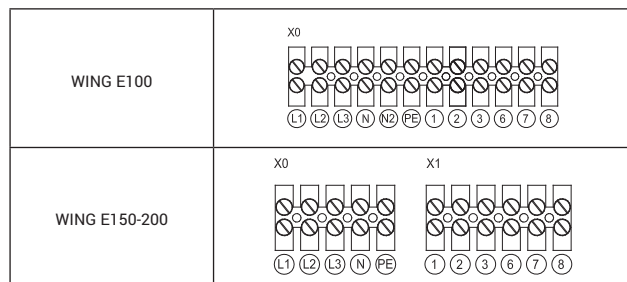 X0
WING E100
L1 L2 L3 N N2 PE 1 2 3 6 7 8
X0 X1
WING E150-200
L1 L2 L3 N PE 1 2 3 6 7 8